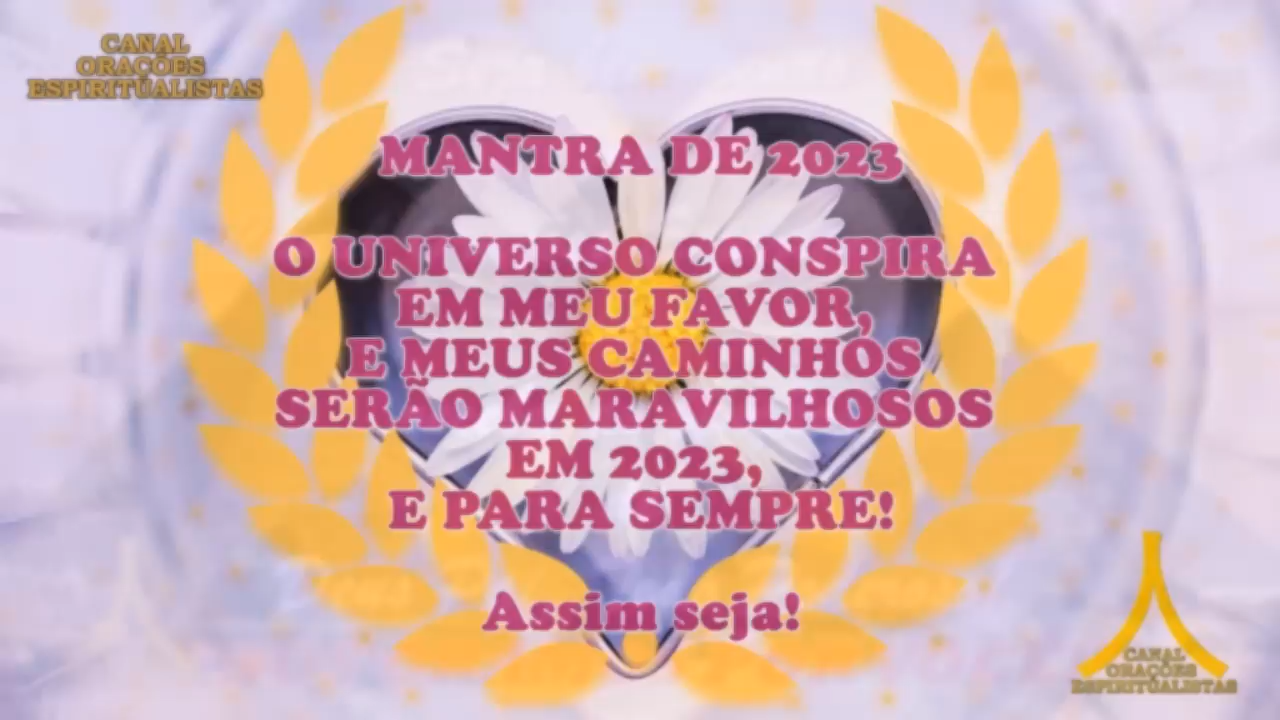 CANAL
ORAÇÕES
ESPIRITUALISTAS
MANTRA DE 2023
O UNIVERSO CONSPIRA
EM MEU FAVOR,
E MEUS CAMINHOS
SERÃO MARAVILHOSOS
EM 2023,
E PARA SEMPRE!
Assim seja!
CANAL
ORAÇÕES
ESPIRITUALISTAS